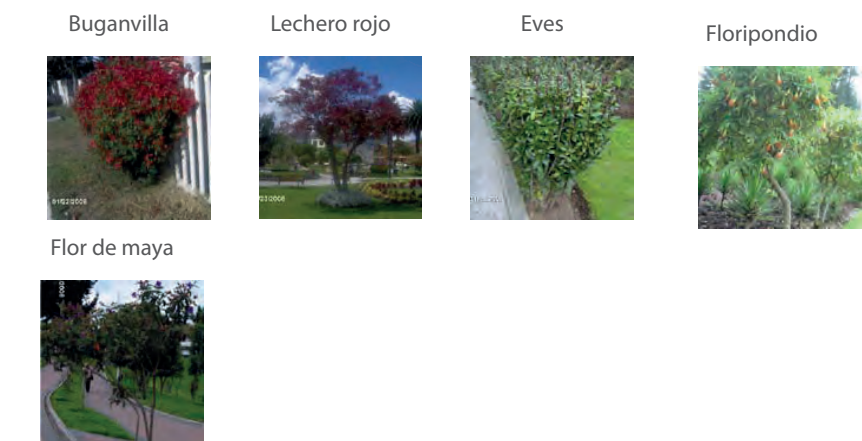 Buganvilla
Lechero rojo
Eves
Floripondio
Flor de maya